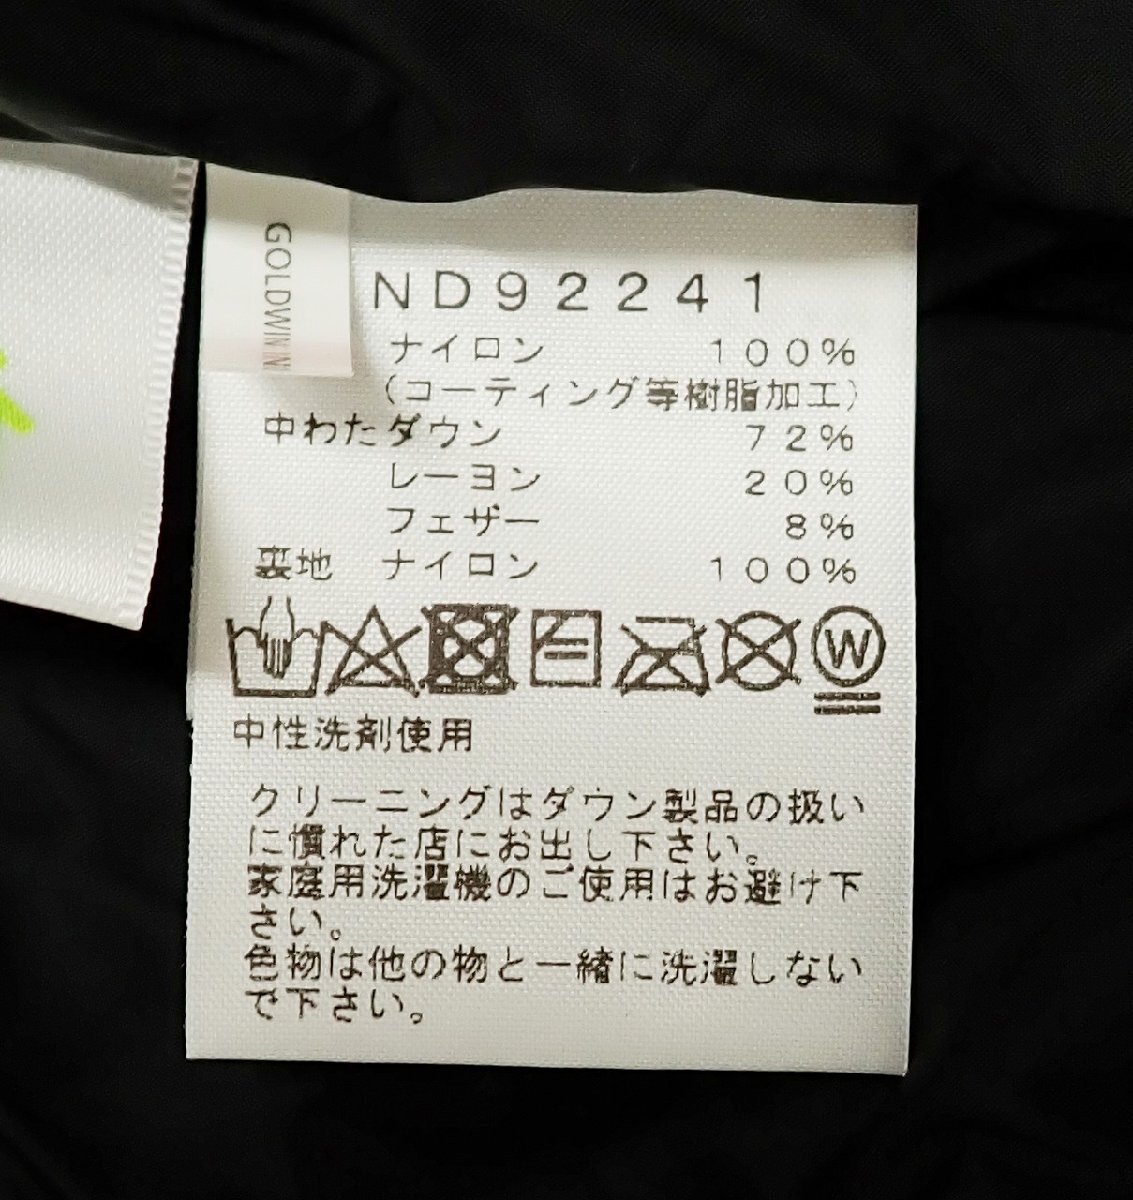 GOLDWIN
ND92241
ナイロン 100%
(コーティング等樹脂加工)
中わたダウン 72%
レーヨン 20%
フェザー 8%
裏地 ナイロン 100%
W
中性洗剤使用
クリーニングはダウン製品の扱い
に慣れた店にお出し下さい。
家庭用洗濯機のご使用はお避け下
さい。
色物は他の物と一緒に洗濯しない
で下さい。